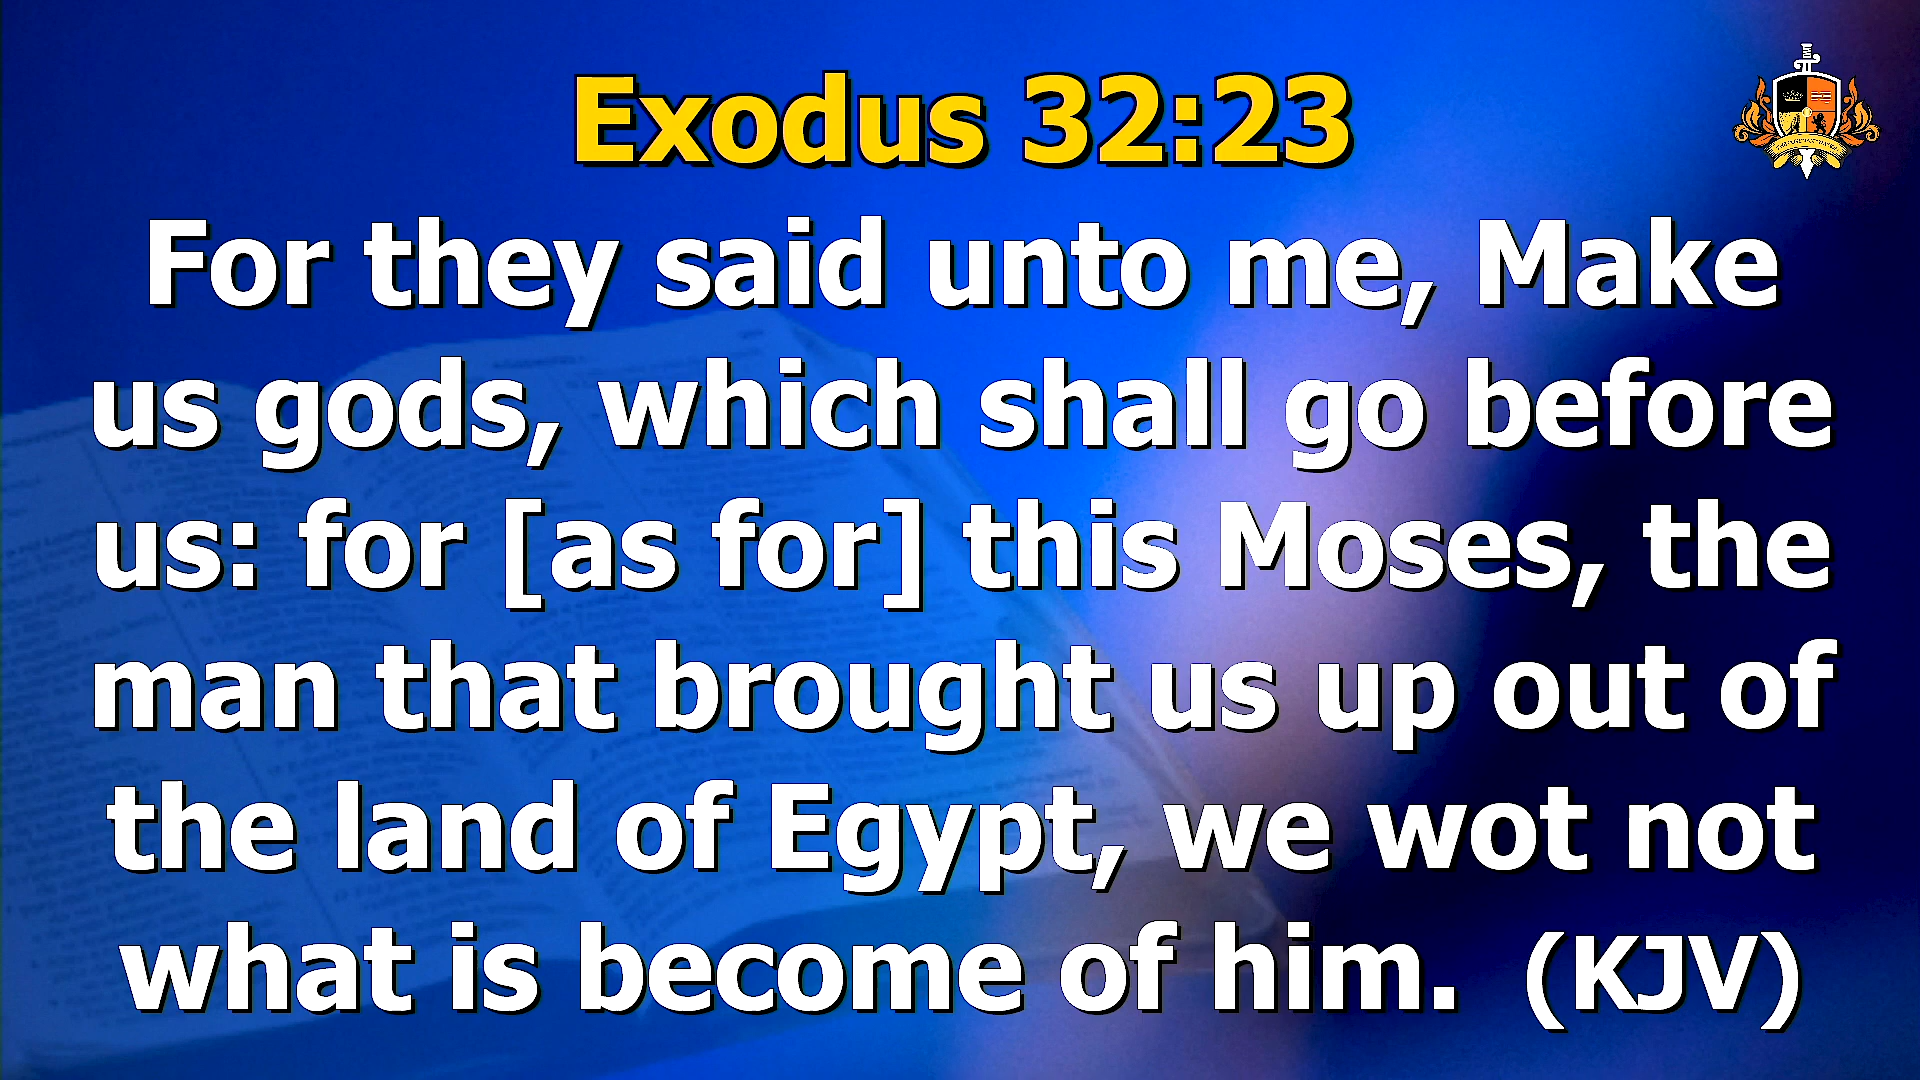 Exodus 32:23
For they said unto me, Make
us gods, which shall go before
us: for [as for] this Moses, the
man that brought us up out of
the land of Egypt, we wot not
what is become of him.  (KJV)